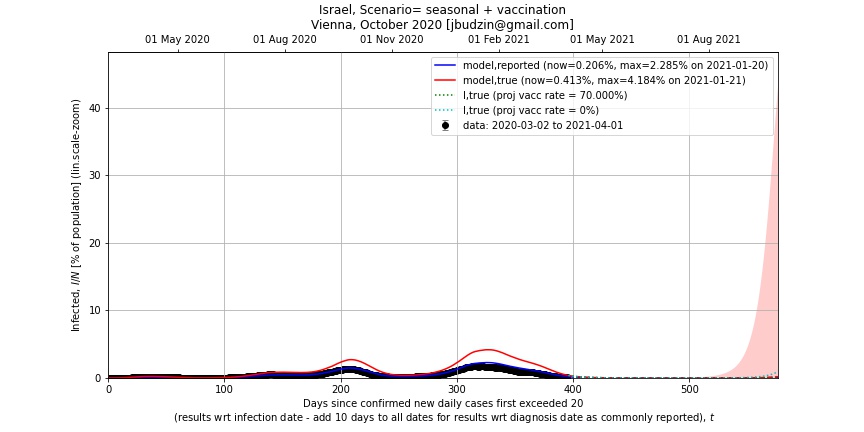 Israel, Scenario= seasonal + vaccination
Vienna, October 2020 [jbudzin@gmail.com]
01 May 2020 01 Aug 2020 01 Nov 2020 01 Feb 2021 01 May 2021 01 Aug 2021
model,reported (now=0.206%, max=2.285% on 2021-01-20)
model,true (now=0.413%, max=4.184% on 2021-01-21)
I,true (proj vacc rate = 70.000%)
I,true (proj vacc rate = 0%)
data: 2020-03-02 to 2021-04-01
Infected, I/N [% of population] (lin.scale-zoom)
40
30
20
10
0
0 100 200 300 400 500
Days since confirmed new daily cases first exceeded 20
(results wrt infection date - add 10 days to all dates for results wrt diagnosis date as commonly reported), t